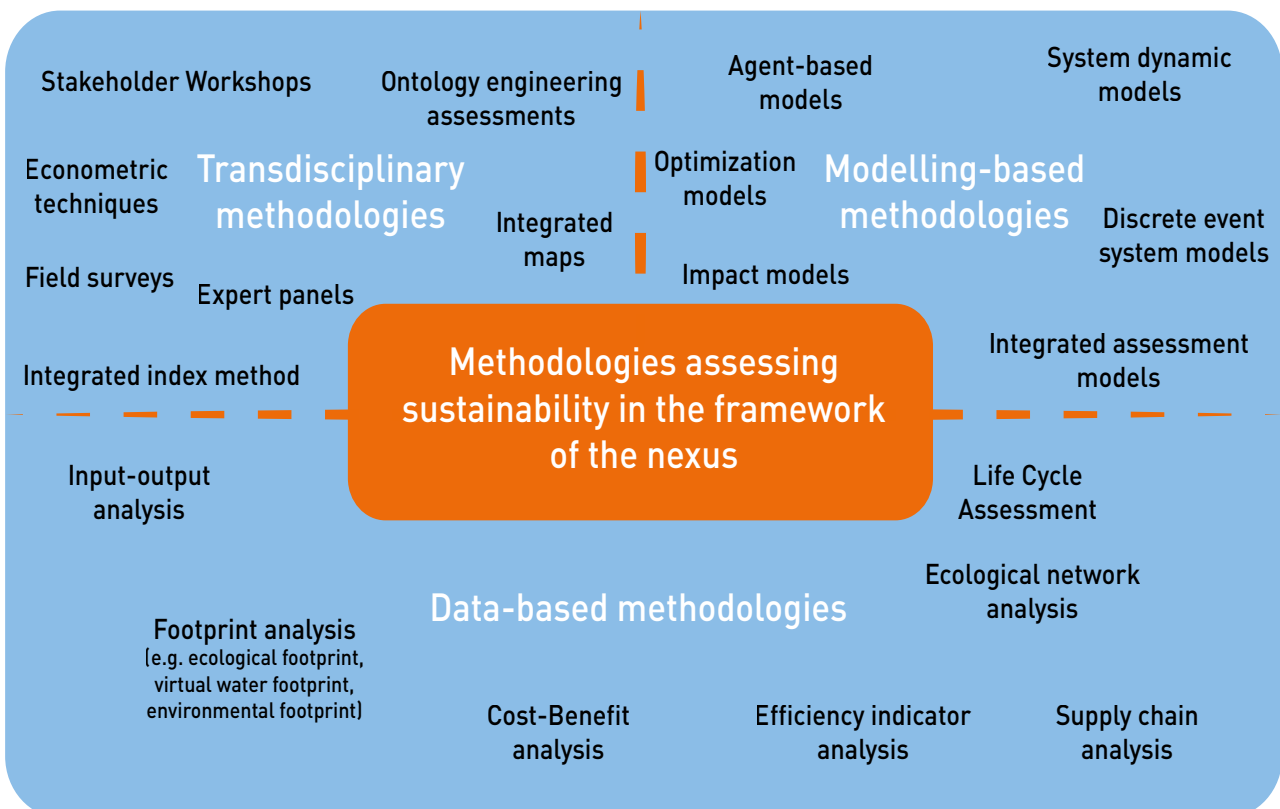 Stakeholder Workshops
Ontology engineering
assessments
Econometric
techniques
Transdisciplinary
methodologies
Integrated
maps
Field surveys
Expert panels
Integrated index method
Agent-based
models
System dynamic
models
Optimization
models
Modelling-based
methodologies
Discrete event
system models
Impact models
Integrated assessment
models
Methodologies assessing
sustainability in the framework
of the nexus
Input-output
analysis
Life Cycle
Assessment
Ecological network
analysis
Data-based methodologies
Footprint analysis
(e.g. ecological footprint,
virtual water footprint,
environmental footprint)
Cost-Benefit
analysis
Efficiency indicator
analysis
Supply chain
analysis